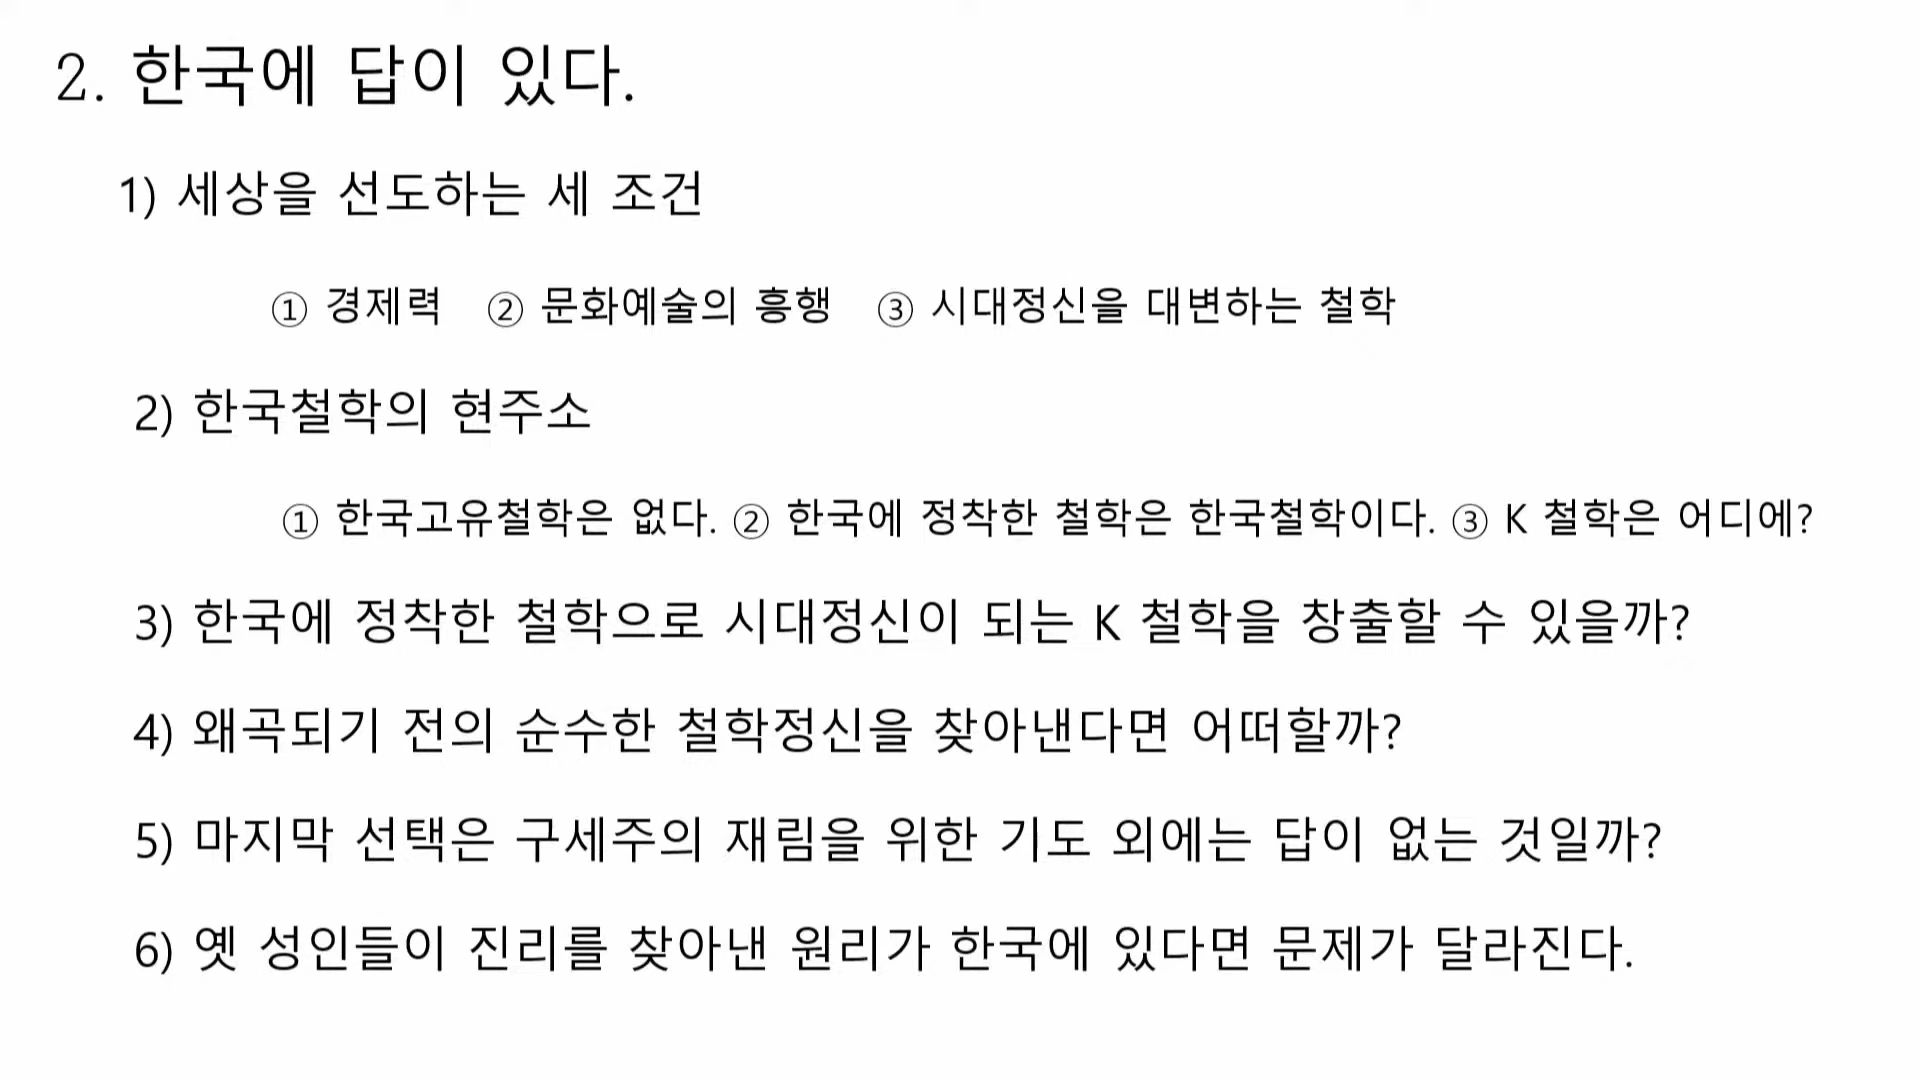 2. 한국에 답이 있다.
1) 세상을 선도하는 세 조건
① 경제력 ② 문화예술의 흥행 ③ 시대정신을 대변하는 철학
2) 한국철학의 현주소
① 한국고유철학은 없다. ② 한국에 정착한 철학은 한국철학이다. ③ K 철학은 어디에?
3) 한국에 정착한 철학으로 시대정신이 되는 K 철학을 창출할 수 있을까?
4) 왜곡되기 전의 순수한 철학정신을 찾아낸다면 어떠할까?
5) 마지막 선택은 구세주의 재림을 위한 기도 외에는 답이 없는 것일까?
6) 옛 성인들이 진리를 찾아낸 원리가 한국에 있다면 문제가 달라진다.